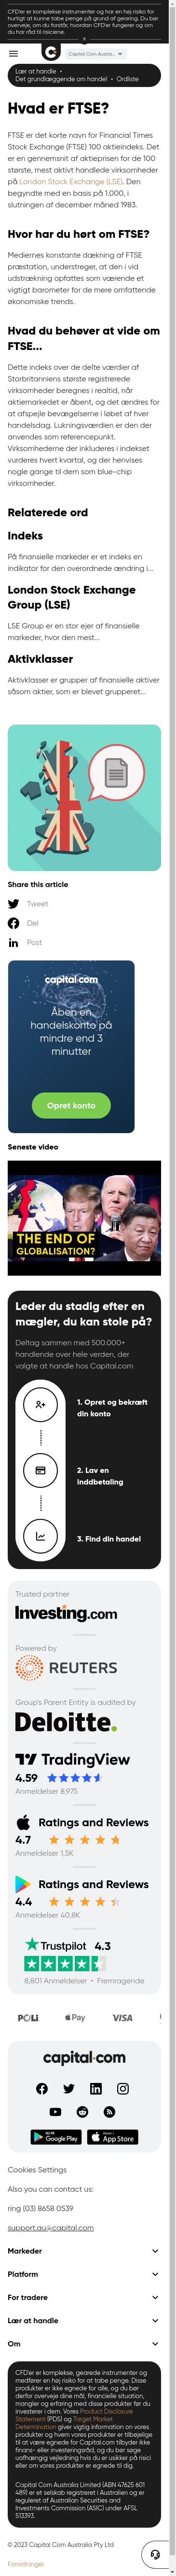 CFD'er er komplekse instrumenter og har en høj risiko for
hurtigt at kunne tabe penge på grund af gearing. Du bør
overveje, om du forstår, hvordan CFD'er fungerer og om
du har råd til risiciene.
Capital Com Austra...
Lær at handle •
Det grundlæggende om handel • Ordliste
Hvad er FTSE?
FTSE er det korte navn for Financial Times
Stock Exchange (FTSE) 100 aktieindeks. Det
er en gennemsnit af aktieprisen for de 100
største, mest aktivt handlede virksomheder
på London Stock Exchange (LSE). Den
begyndte med en basis på 1.000, i
slutningen af december måned 1983.
Hvor har du hørt om FTSE?
Mediernes konstante dækning af FTSE
præstation, understreger, at den i vid
udstrækning opfattes som værende et
vigtigt barometer for de mere omfattende
økonomiske trends.
Hvad du behøver at vide om
FTSE...
Dette indeks over de delte værdier af
Storbritanniens største registrerede
virksomheder beregnes i realtid, når
aktiemarkedet er åbent, og det ændres for
at afspejle bevægelserne i løbet af hver
handelsdag. Lukningsværdien er den der
anvendes som referencepunkt.
Virksomhederne der inkluderes i indekset
vurderes hvert kvartal, og der henvises
nogle gange til dem som blue-chip
virksomheder.
Relaterede ord
Indeks
På finansielle markeder er et indeks en
indikator for den overordnede ændring i...
London Stock Exchange
Group (LSE)
LSE Group er en stor ejer af finansielle
markeder, hvor den mest...
Aktivklasser
Aktivklasser er grupper af finansielle aktiver
såsom aktier, som er blevet grupperet...
Share this article
Tweet
Del
Post
capital.com
Åben en
handelskonto på
mindre end 3
minutter
Opret konto
Seneste video
THE END OF
GLOBALISATION?
Leder du stadig efter en
mægler, du kan stole på?
Deltag sammen med 500.000+
handlende over hele verden, der
valgte at handle hos Capital.com
1. Opret og bekræft
din konto
2. Lav en
inddbetaling
3. Find din handel
Trusted partner
Investing.com
Powered by
REUTERS
Group's Parent Entity is audited by
Deloitte.
TradingView
4.59
Anmeldelser 8,975
Ratings and Reviews
4.7
Anmeldelser 1,5K
Ratings and Reviews
4.4
Anmeldelser 40,8K
Trustpilot 4.3
8,801 Anmeldelser • Fremragende
POLi
Pay
VISA
capital.com
GET IT ON
Google Play
Download on the
App Store
Cookies Settings
Also you can contact us:
ring (03) 8658 0539
support.au@capital.com
Markeder
Platform
For tradere
Lær at handle
Om
CFD'er er komplekse, gearede instrumenter og
medfører en høj risiko for at tabe penge. Disse
produkter er ikke egnede for alle, og du bør
derfor overveje dine mål, finansielle situation,
mangler og erfaring med disse produkter før du
investerer i dem. Vores Product Disclosure
Statement (PDS) og Target Market
Determination giver vigtig information om vores
produkter og hvem vores produkter er tilpasselige
til at være egnede for Capital.com tilbyder ikke
finans- eller investeringsråd, og du bør søge
uafhængig vejledning hvis du er usikker på risici
eller om vores produkter er egnede til dig.
Capital Com Australia Limited (ABN 47625 601
489) er et selskab registreret i Australien og er
reguleret af Australian Securities and
Investments Commission (ASIC) under AFSL
513393.
© 2023 Capital Com Australia Pty Ltd
Forordninger